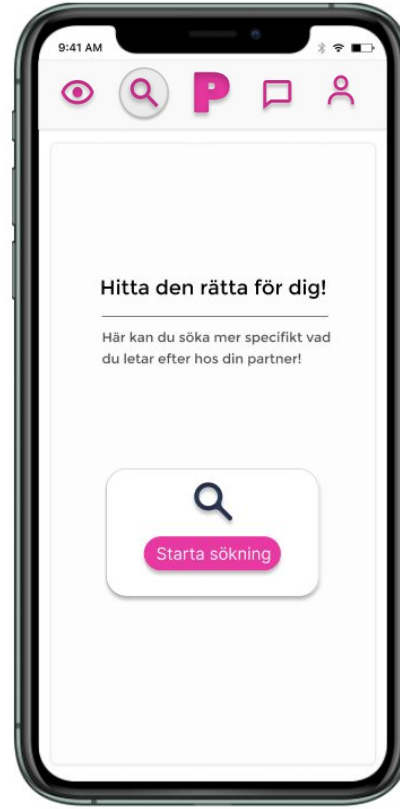 9:41 AM
P
Hitta den rätta för dig!
Här kan du söka mer specifikt vad
du letar efter hos din partner!
Starta sökning